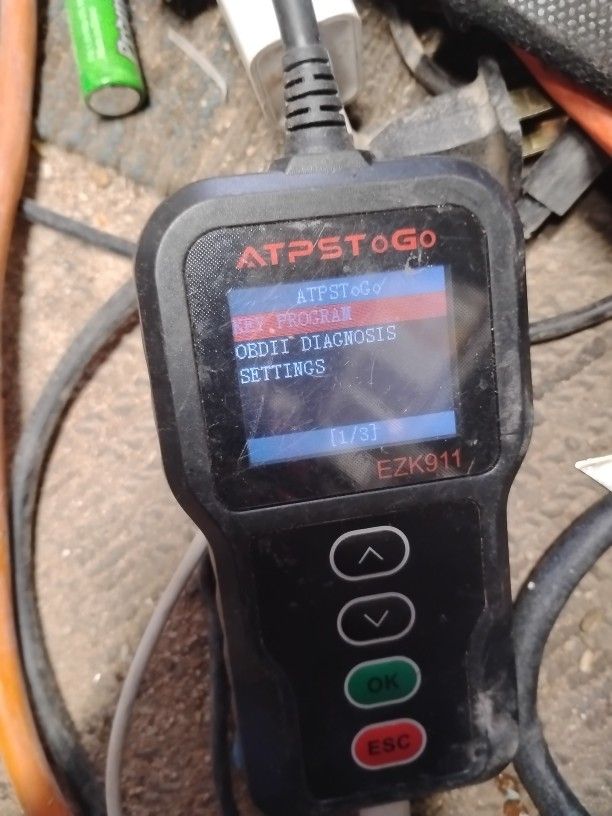 ATPSToGo
ATPSToGo
KEY PROGRAM
OBDII DIAGNOSIS
SETTINGS
[1/3]
EZK911
OK
ESC